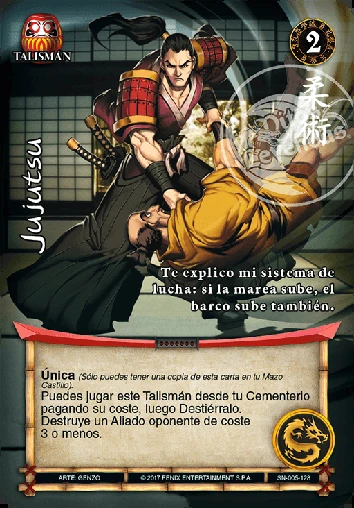 TALISMÁN
2
柔術
Jujutsu
Te explico mi sistema de
lucha: si la marea sube, el
barco sube también.
Única (Sólo puedes tener una copia de esta carta en tu Mazo
Castillo).
Puedes jugar este Talismán desde tu Cementerio
pagando su coste, luego Destiérralo.
Destruye un Aliado oponente de coste
3 o menos.
ARTE: GENZO
© 2017 FENIX ENTERTAINMENT S.P.A.
SN-005-128